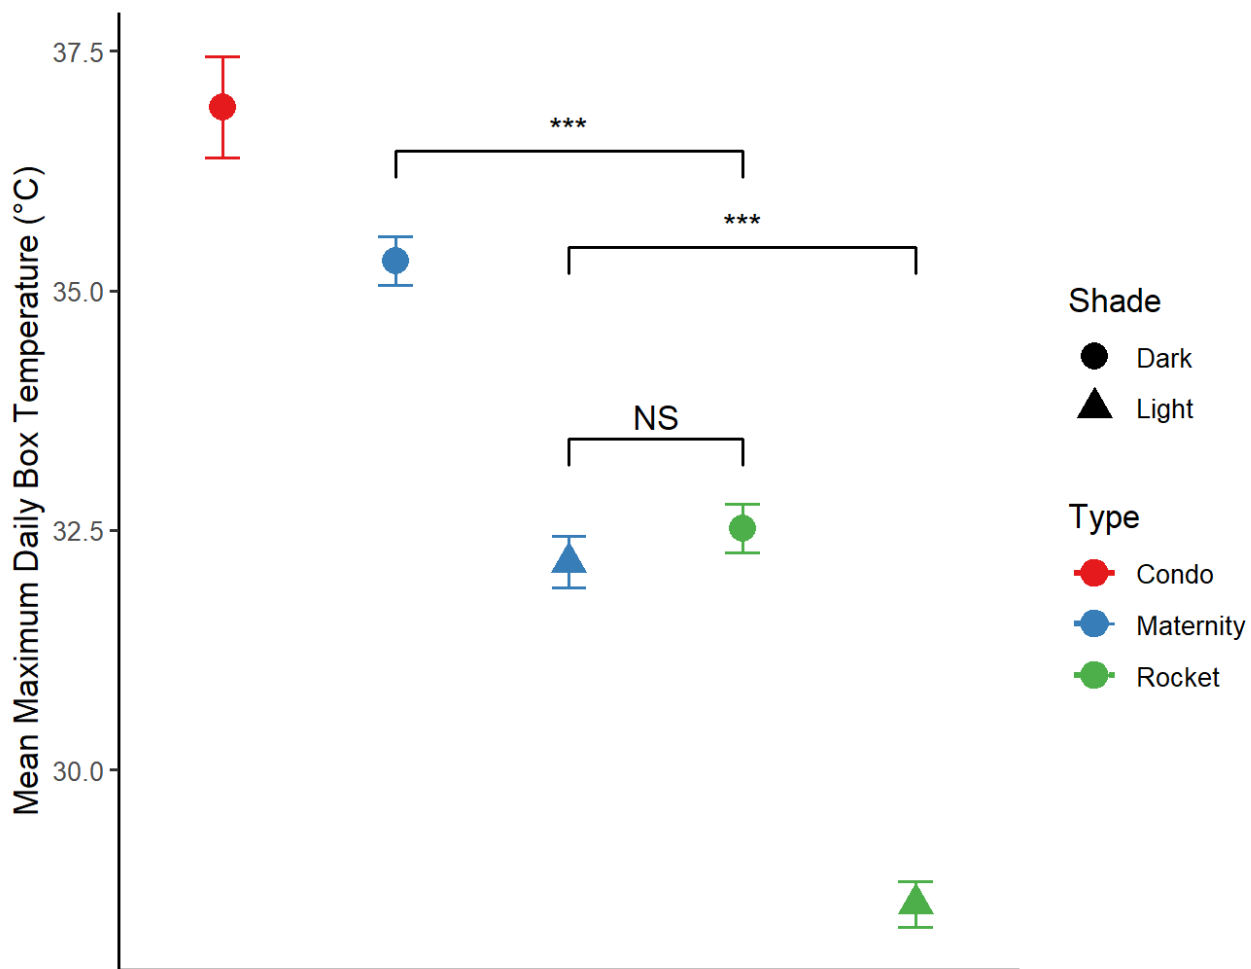 Mean Maximum Daily Box Temperature (°C)
37.5
35.0
32.5
30.0
***
***
NS
Shade
Dark
Light
Type
Condo
Maternity
Rocket